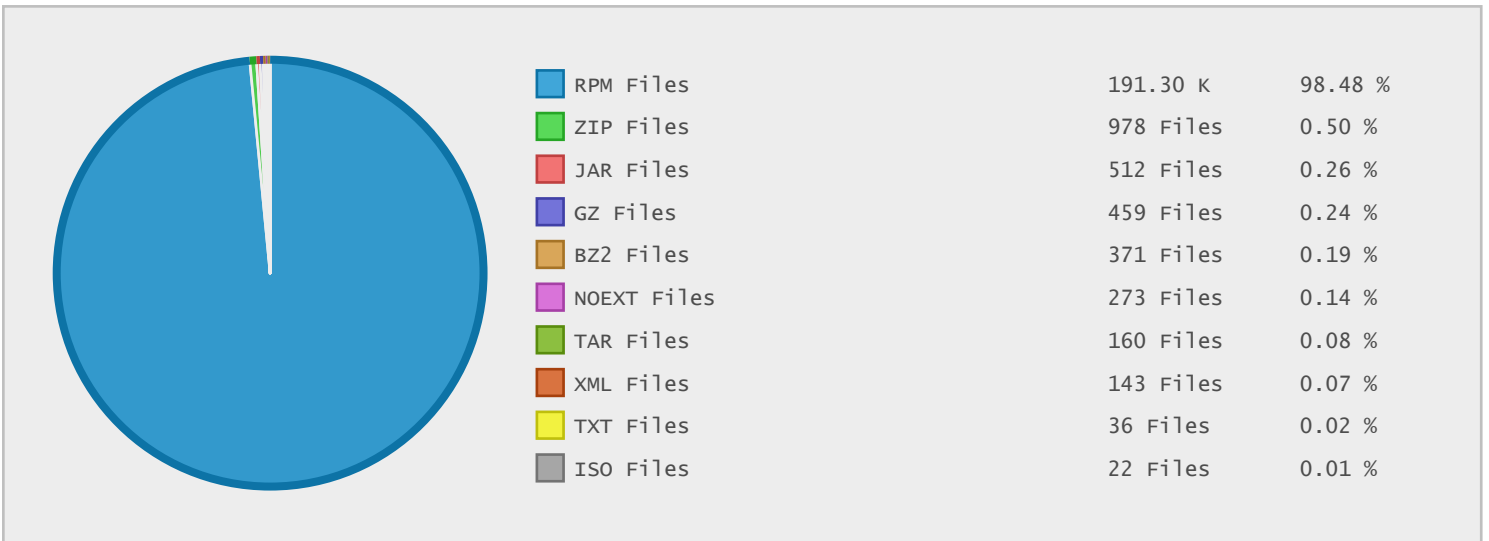 RPM Files 191.30 K 98.48 %
ZIP Files 978 Files 0.50 %
JAR Files 512 Files 0.26 %
GZ Files 459 Files 0.24 %
BZ2 Files 371 Files 0.19 %
NOEXT Files 273 Files 0.14 %
TAR Files 160 Files 0.08 %
XML Files 143 Files 0.07 %
TXT Files 36 Files 0.02 %
ISO Files 22 Files 0.01 %